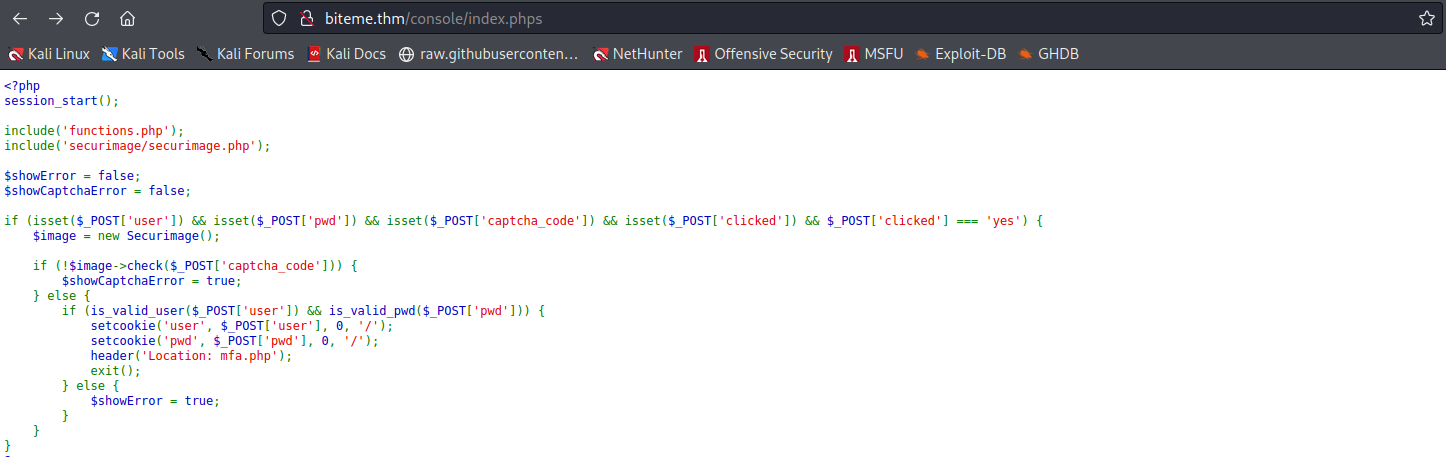 biteme.thm/console/index.phps
Kali Linux Kali Tools Kali Forums Kali Docs raw.githubuserconten... NetHunter Offensive Security MSFU Exploit-DB GHDB
<?php
session_start();

include('functions.php');
include('securimage/securimage.php');

$showError = false;
$showCaptchaError = false;

if (isset($_POST['user']) && isset($_POST['pwd']) && isset($_POST['captcha_code']) && isset($_POST['clicked']) && $_POST['clicked'] === 'yes') {
    $image = new Securimage();

    if (!$image->check($_POST['captcha_code'])) {
        $showCaptchaError = true;
    } else {
        if (is_valid_user($_POST['user']) && is_valid_pwd($_POST['pwd'])) {
            setcookie('user', $_POST['user'], 0, '/');
            setcookie('pwd', $_POST['pwd'], 0, '/');
            header('Location: mfa.php');
            exit();
        } else {
            $showError = true;
        }
    }
}